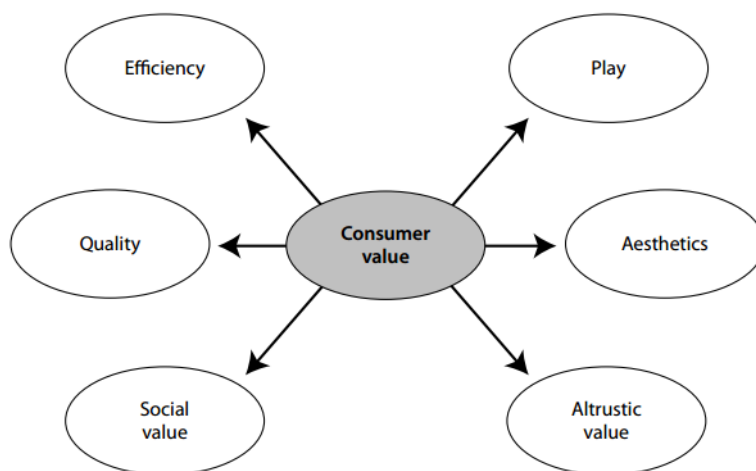 Efficiency
Play
Quality
Consumer
value
Aesthetics
Social
value
Altrustic
value